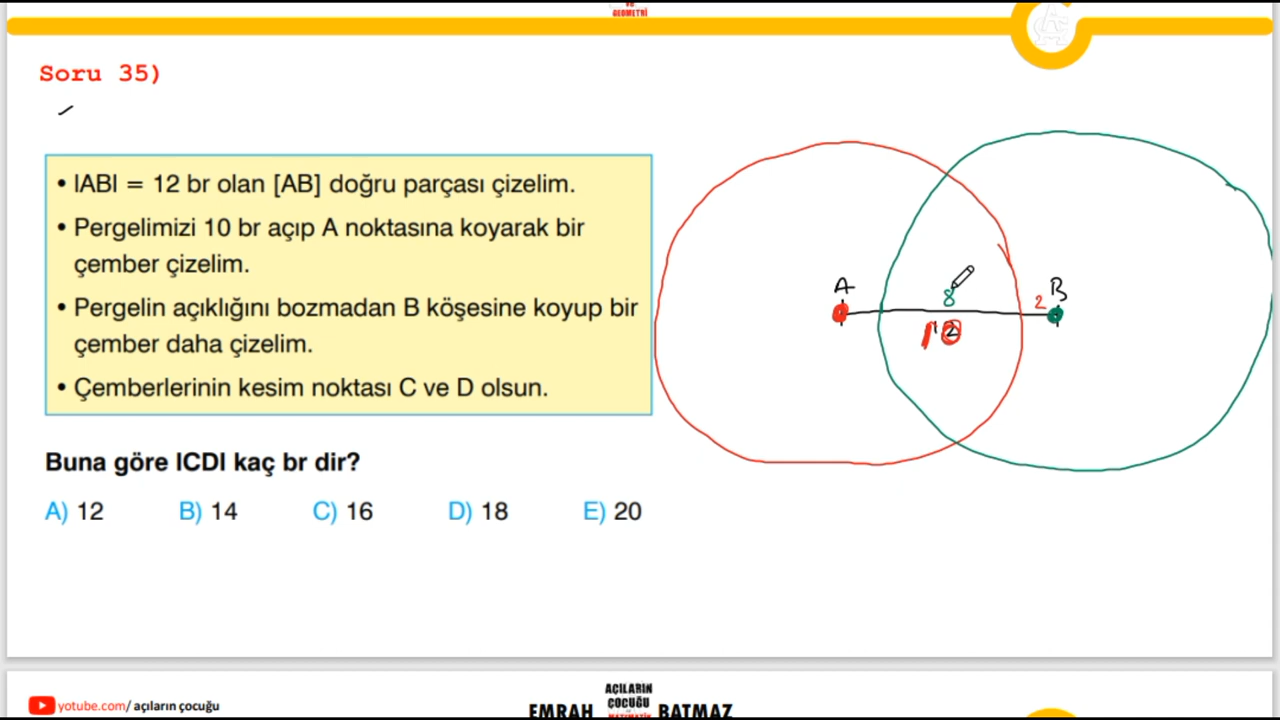 VE
GEOMETRİ
Soru 35)
• IABI = 12 br olan [AB] doğru parçası çizelim.
• Pergelimizi 10 br açıp A noktasına koyarak bir
çember çizelim.
• Pergelin açıklığını bozmadan B köşesine koyup bir
çember daha çizelim.
• Çemberlerinin kesim noktası C ve D olsun.
A
8
2
B
12
Buna göre ICDI kaç br dir?
A) 12 B) 14 C) 16 D) 18 E) 20
yotube.com/ açıların çocuğu
EMRAH
AÇILARIN
ÇOCUĞU
BATMAZ